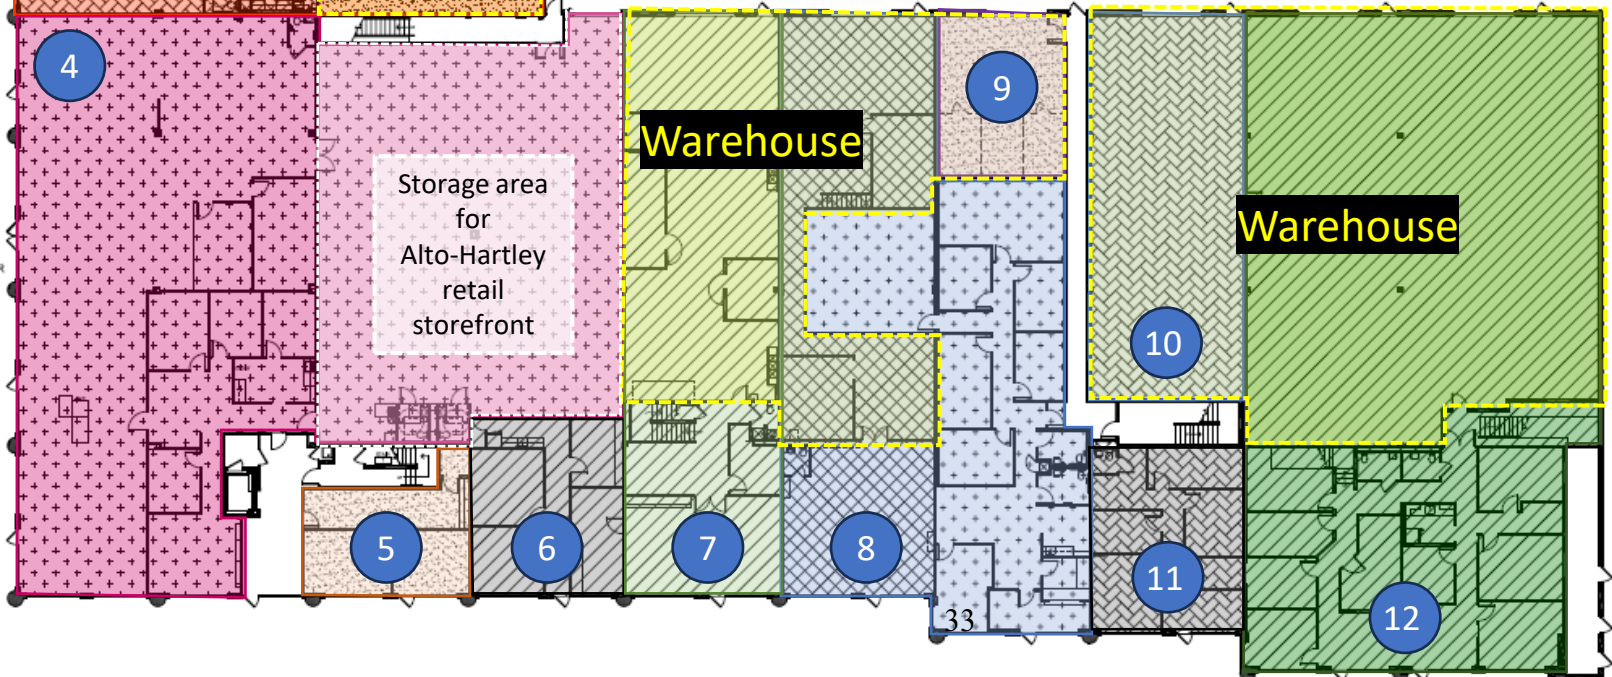 4
9
Warehouse
Storage area
for
Alto-Hartley
retail
storefront
Warehouse
10
5
6
7
8
11
12
33